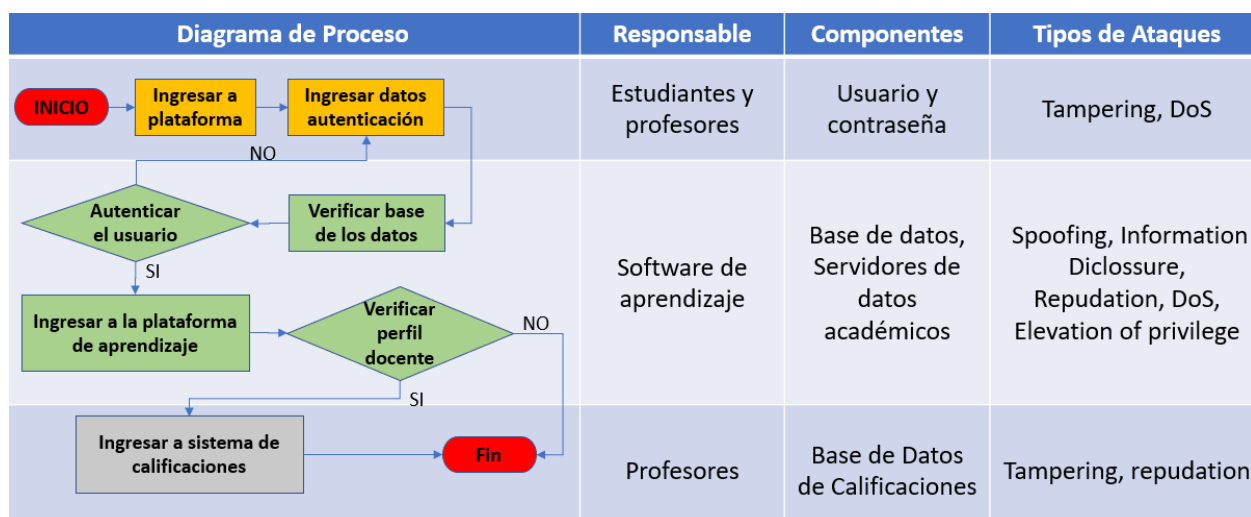 Diagrama de Proceso
Responsable
Componentes
Tipos de Ataques
INICIO
Ingresar a
plataforma
Ingresar datos
autenticación
Estudiantes y
profesores
Usuario y
contraseña
Tampering, DoS
NO
Autenticar
el usuario
Verificar base
de los datos
SI
Ingresar a la plataforma
de aprendizaje
Verificar
perfil
docente
NO
SI
Software de
aprendizaje
Base de datos,
Servidores de
datos
académicos
Spoofing, Information
Diclossure,
Repudation, DoS,
Elevation of privilege
Ingresar a sistema de
calificaciones
Fin
Profesores
Base de Datos
de Calificaciones
Tampering, repudation